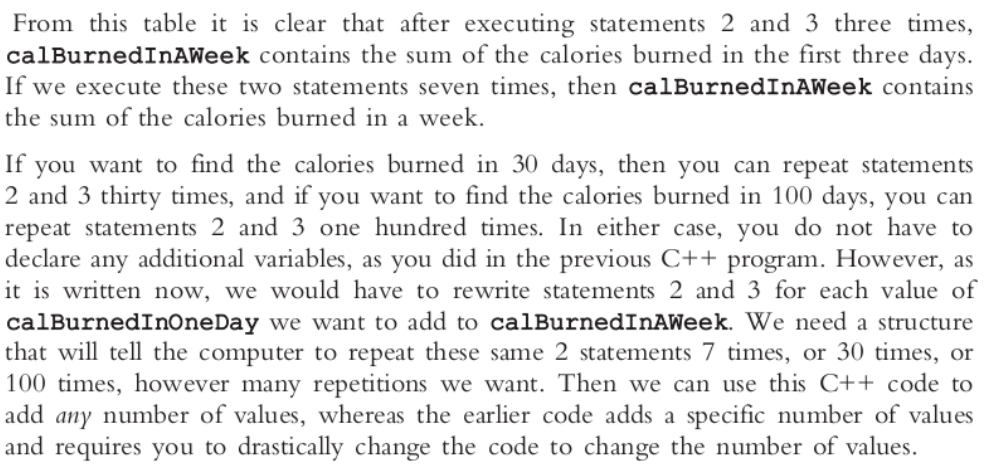 From this table it is clear that after executing statements 2 and 3 three times,
calBurnedInAWeek contains the sum of the calories burned in the first three days.
If we execute these two statements seven times, then calBurnedInAWeek contains
the sum of the calories burned in a week.
If you want to find the calories burned in 30 days, then you can repeat statements
2 and 3 thirty times, and if you want to find the calories burned in 100 days, you can
repeat statements 2 and 3 one hundred times. In either case, you do not have to
declare any additional variables, as you did in the previous C++ program. However, as
it is written now, we would have to rewrite statements 2 and 3 for each value of
calBurnedInOneDay we want to add to calBurnedInAWeek. We need a structure
that will tell the computer to repeat these same 2 statements 7 times, or 30 times, or
100 times, however many repetitions we want. Then we can use this C++ code to
add any number of values, whereas the earlier code adds a specific number of values
and requires you to drastically change the code to change the number of values.